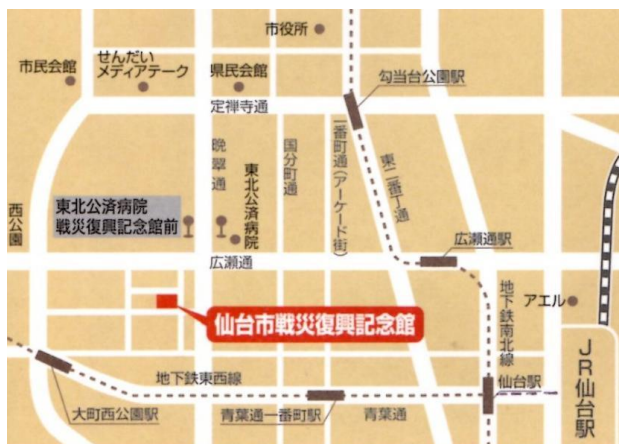 市役所
市民会館
せんだい
メディアテーク
県民会館
勾当台公園駅
定禅寺通
晩翠通
国分町通
一番町通(アーケード街)
東二番丁通
西公園
東北公済病院
戦災復興記念館前
東北公済病院
広瀬通
広瀬通駅
仙台市戦災復興記念館
地下鉄南北線
アエル
JR仙台駅
地下鉄東西線
仙台駅
大町西公園駅
青葉通一番町駅
青葉通